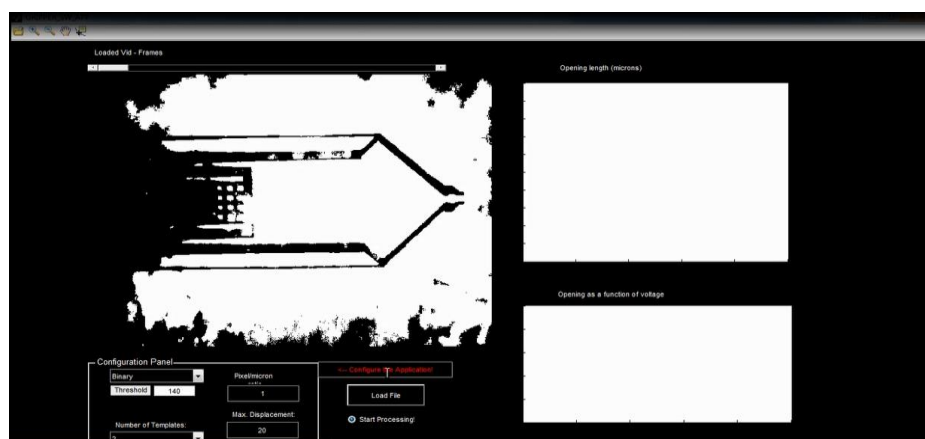 Loaded Vid - Frames
Opening length (microns)
Opening as a function of voltage
Configuration Panel
Binary
Threshold 140
Number of Templates:
Pixel/micron
1
Max. Displacement:
20
<-- Configure the Application!
Load File
Start Processing!